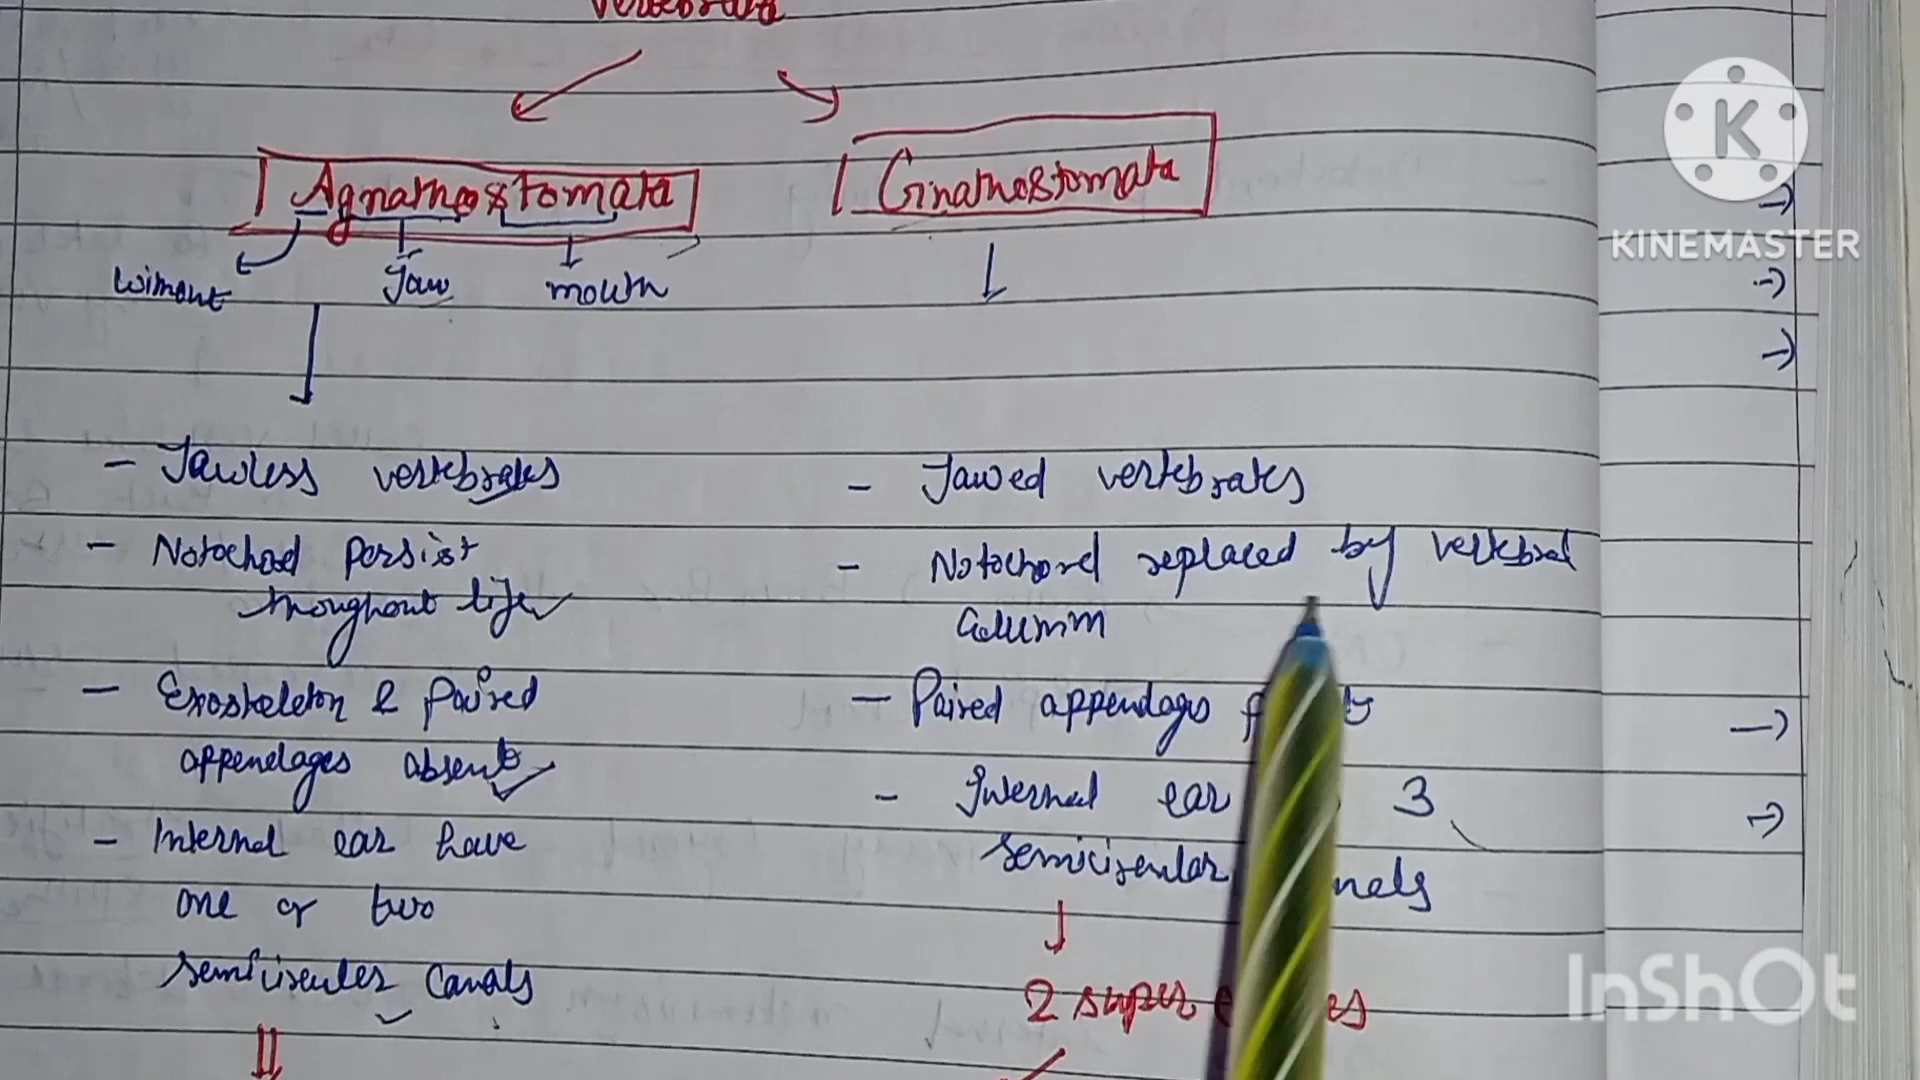 Agnathostomata Gnathostomata
without Jaw mouth
- Jawless vertebrates
- Notochod Persist
throughout life
- Exoskeleton & Paired
appendages absent
- Internal ear have
one or two
semicirculer Canals
- Jawed vertebrates
- Notochord replaced by vertebral
Column
- Paired appendages
- Internal ear 3
semicircular
2 super
KINEMASTER
InShOt